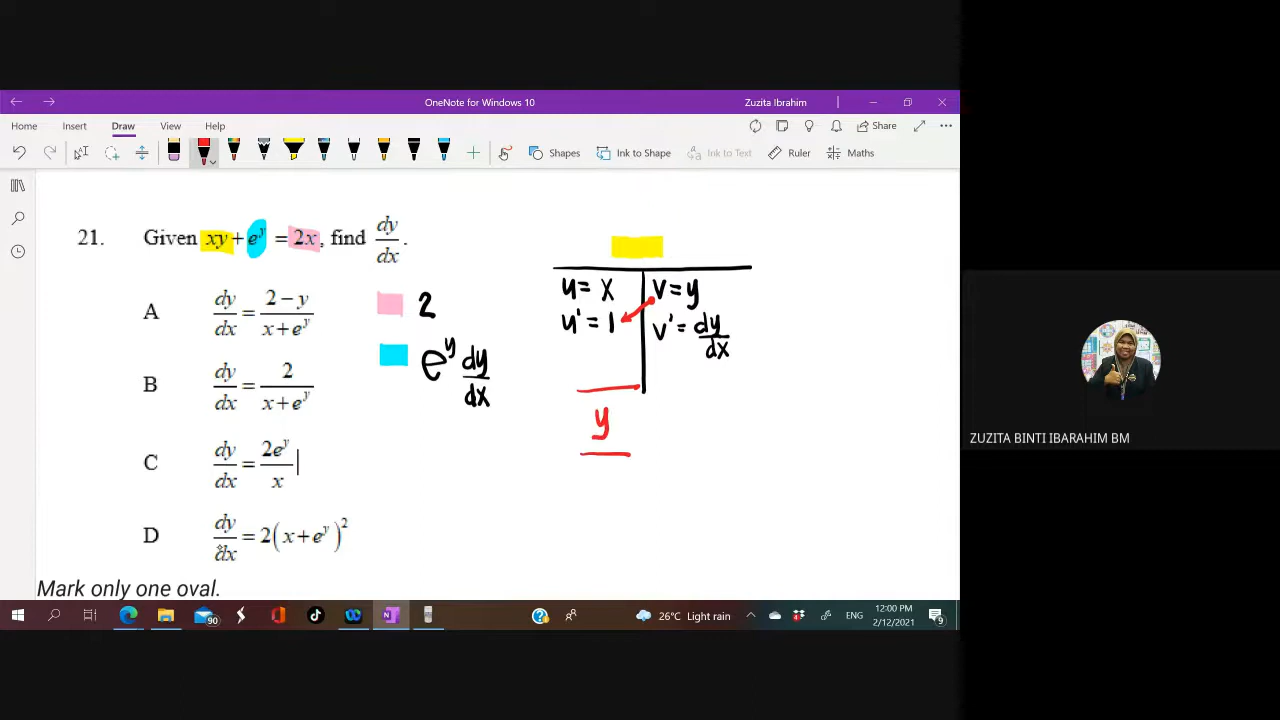 OneNote for Windows 10
Zuzita Ibrahim
Home Insert Draw View Help
Share
Shapes
Ink to Shape
Ink to Text
Ruler
Maths
21. Given xy + e^y = 2x, find dy/dx.
A dy/dx = (2 − y)/(x + e^y)
B dy/dx = 2/(x + e^y)
C dy/dx = 2e^y/x
D dy/dx = 2(x + e^y)^2
Mark only one oval.
2
e^y dy/dx
u = x
v = y
u' = 1
v' = dy/dx
y
ZUZITA BINTI IBARAHIM BM
90
26°C Light rain
ENG
12:00 PM
2/12/2021
9